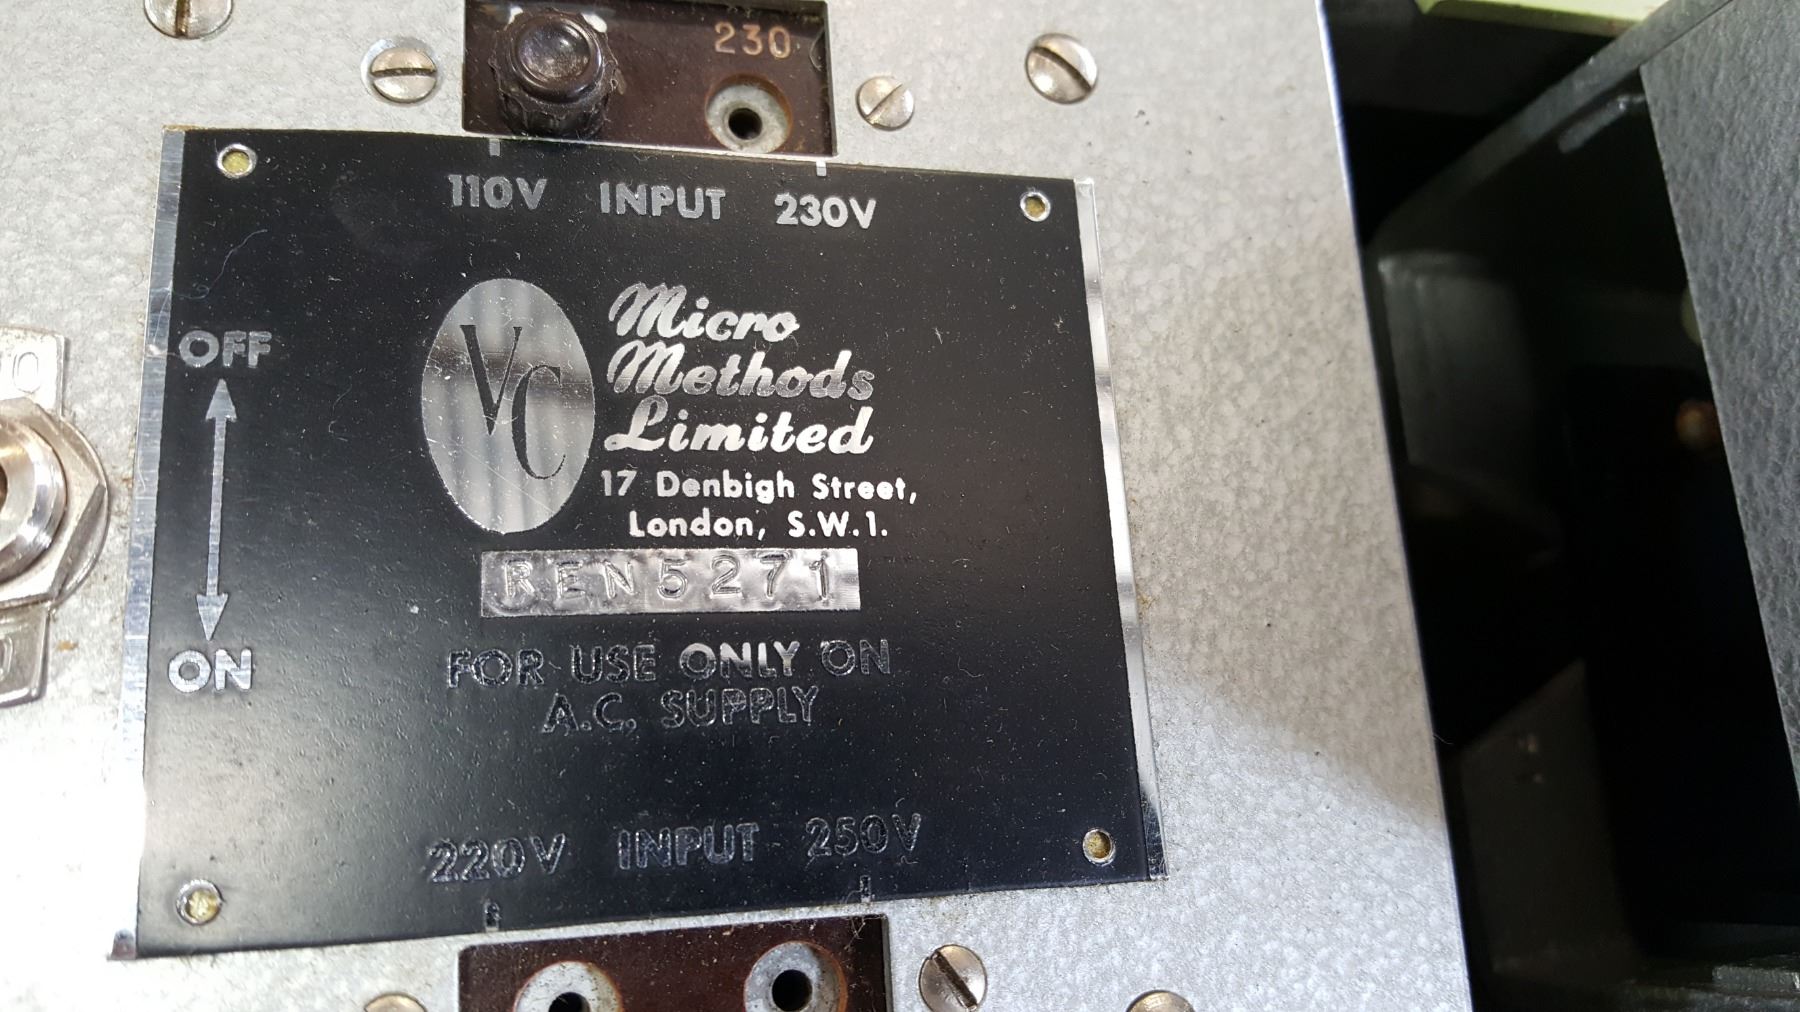 230
110V INPUT 230V
OFF
VC
Micro
Methods
Limited
17 Denbigh Street,
London, S.W.1.
REN5271
FOR USE ONLY ON
A.C. SUPPLY
ON
220V INPUT 250V